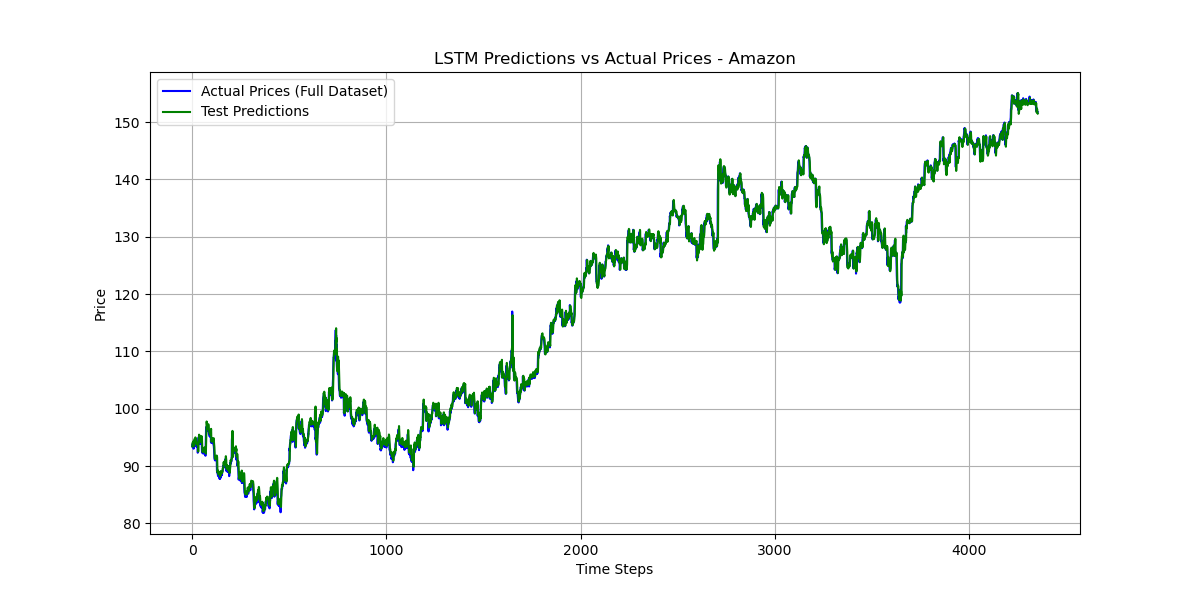 LSTM Predictions vs Actual Prices - Amazon
Actual Prices (Full Dataset)
Test Predictions
150
140
130
120
110
100
90
80
Price
0 1000 2000 3000 4000
Time Steps